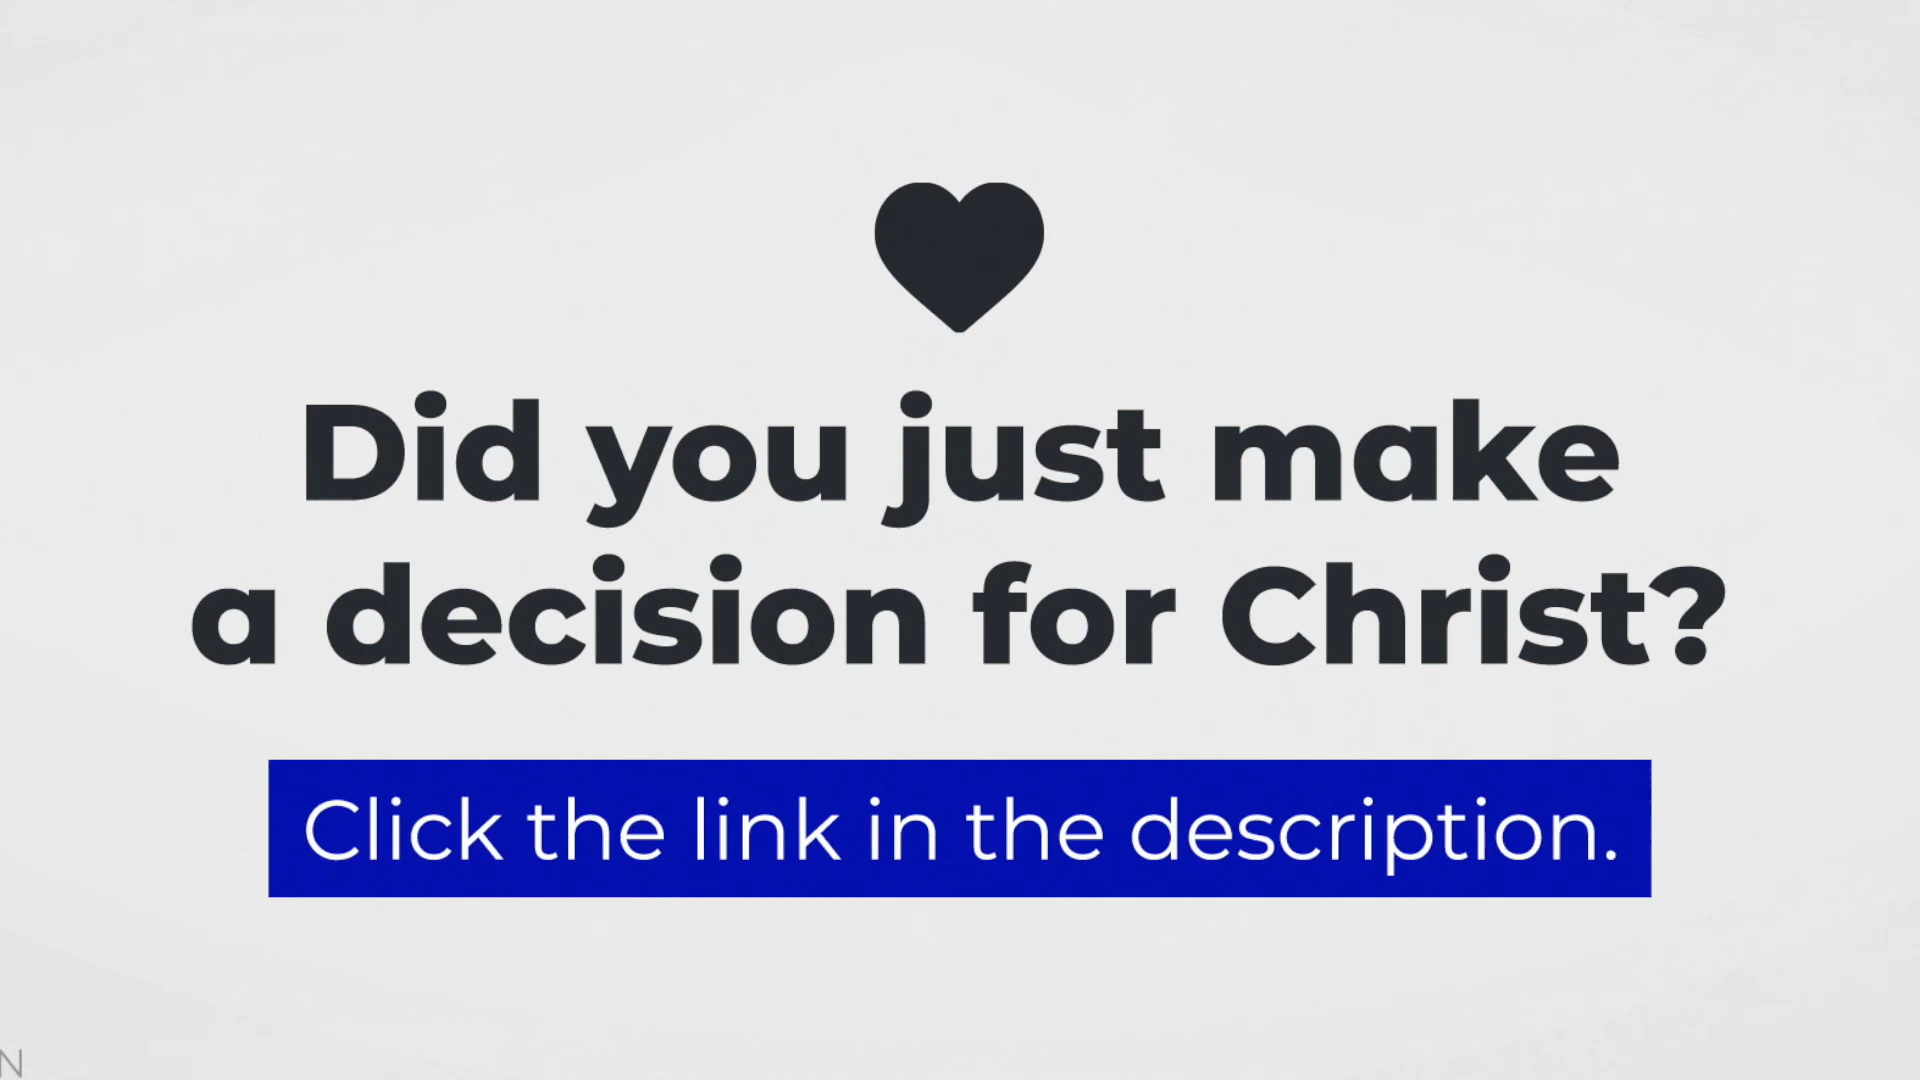 Did you just make
a decision for Christ?
Click the link in the description.
N